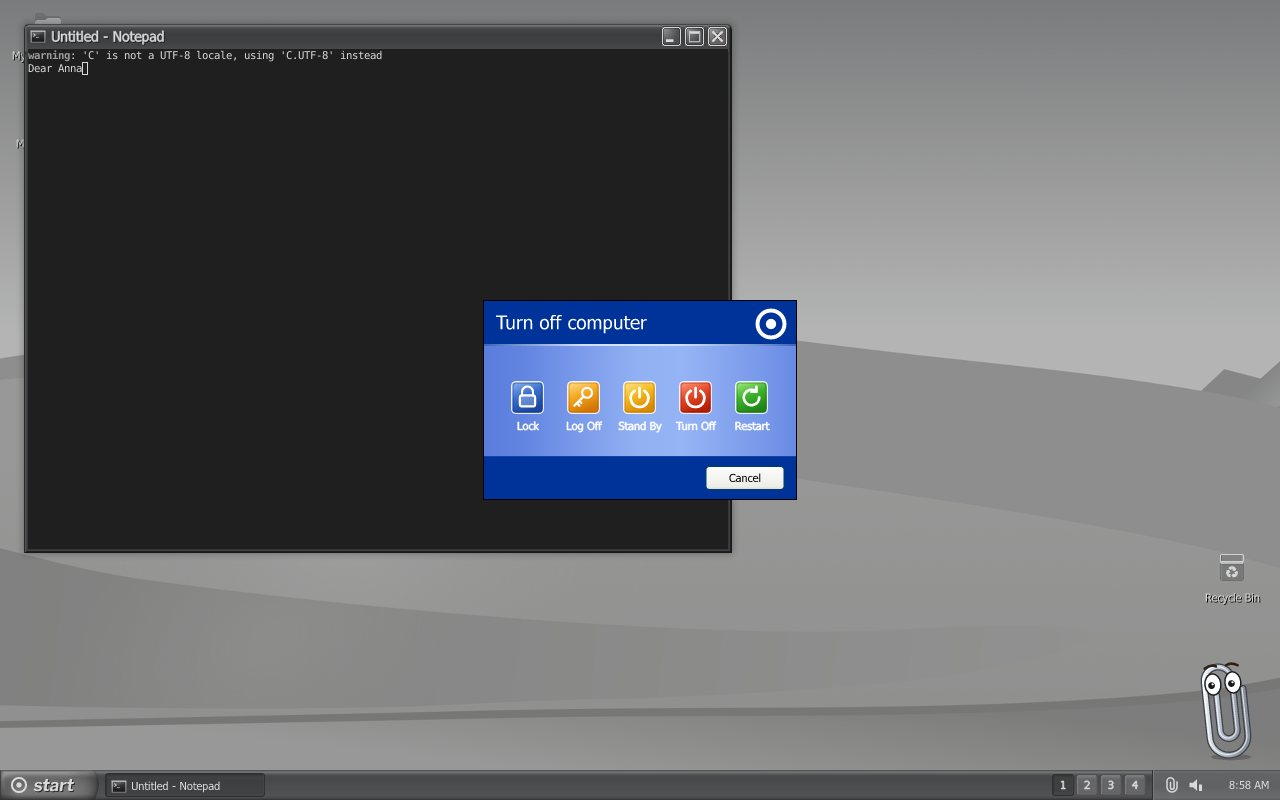 Untitled - Notepad
My
warning: 'C' is not a UTF-8 locale, using 'C.UTF-8' instead
Dear Anna
M
Turn off computer
Lock
Log Off
Stand By
Turn Off
Restart
Cancel
Recycle Bin
start
Untitled - Notepad
1 2 3 4
8:58 AM